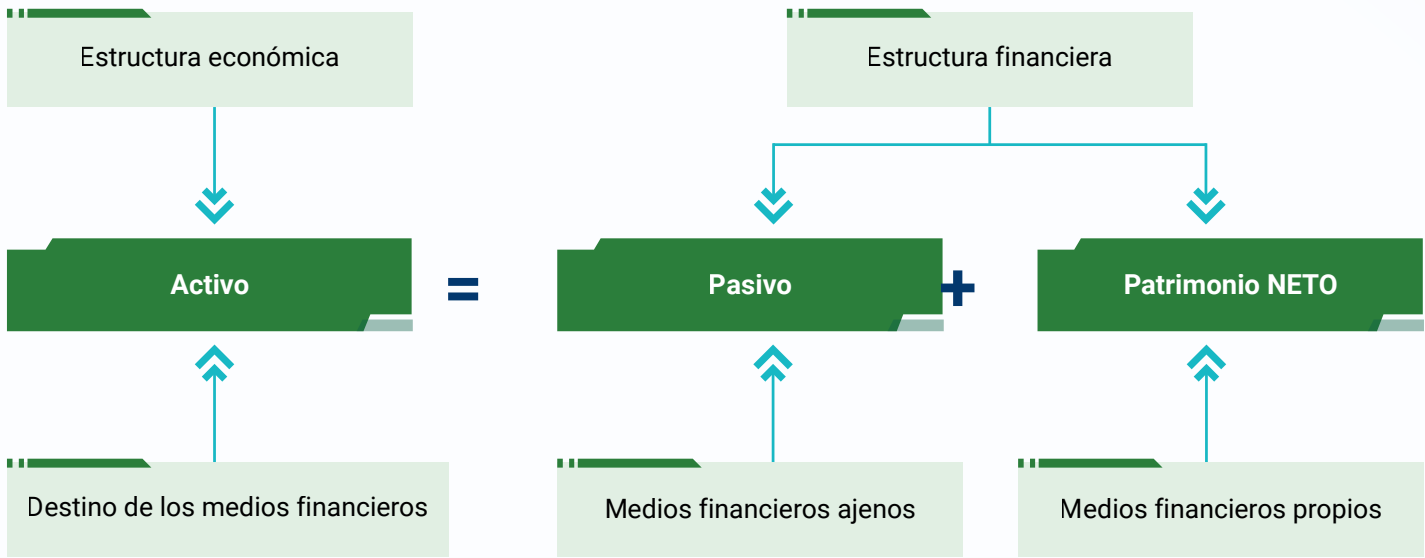 Estructura económica
Estructura financiera
Activo
=
Pasivo
+
Patrimonio NETO
Destino de los medios financieros
Medios financieros ajenos
Medios financieros propios